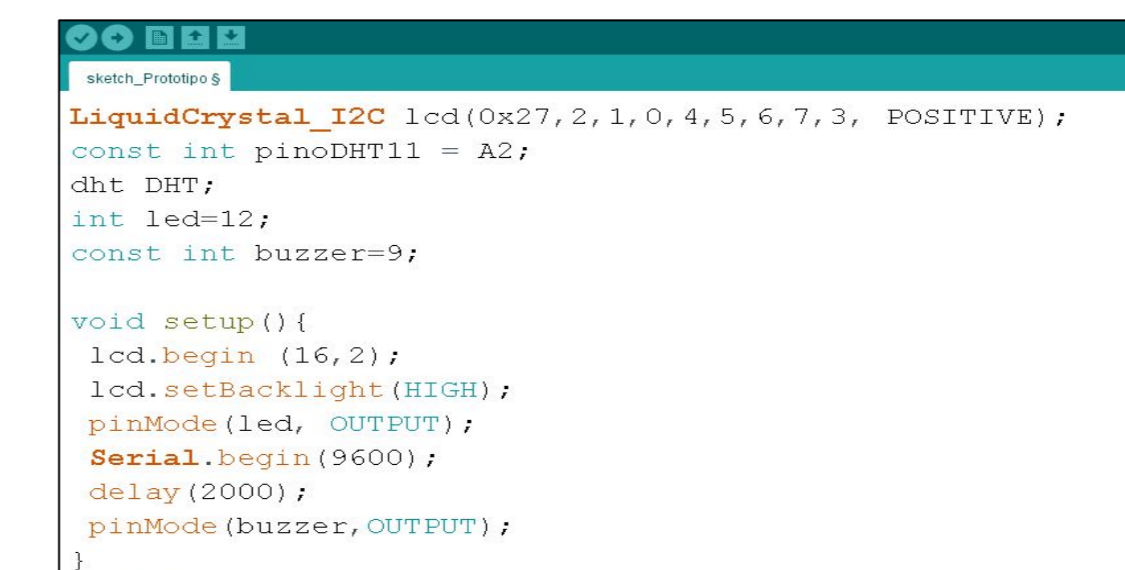 sketch_Prototipo §
LiquidCrystal_I2C lcd(0x27,2,1,0,4,5,6,7,3, POSITIVE);
const int pinoDHT11 = A2;
dht DHT;
int led=12;
const int buzzer=9;
void setup(){
lcd.begin (16,2);
lcd.setBacklight(HIGH);
pinMode(led, OUTPUT);
Serial.begin(9600);
delay(2000);
pinMode(buzzer,OUTPUT);
}